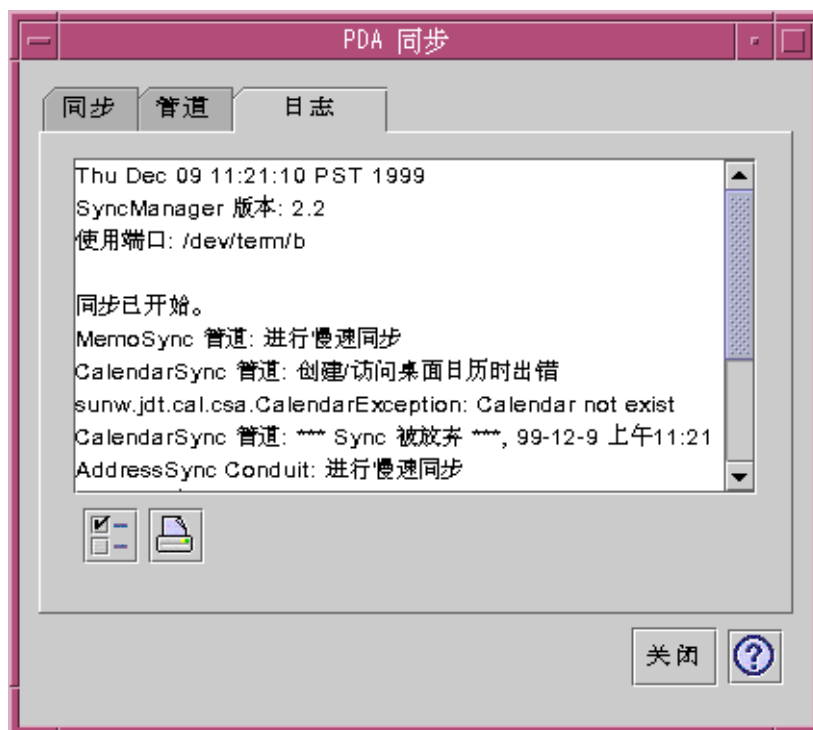 PDA 同步
同步 管道 日志
Thu Dec 09 11:21:10 PST 1999
SyncManager 版本: 2.2
使用端口: /dev/term/b
同步已开始。
MemoSync 管道: 进行慢速同步
CalendarSync 管道: 创建/访问桌面日历时出错
sunw.jdt.cal.csa.CalendarException: Calendar not exist
CalendarSync 管道: *** Sync 被放弃 ***, 99-12-9 上午11:21
AddressSync Conduit: 进行慢速同步
关闭